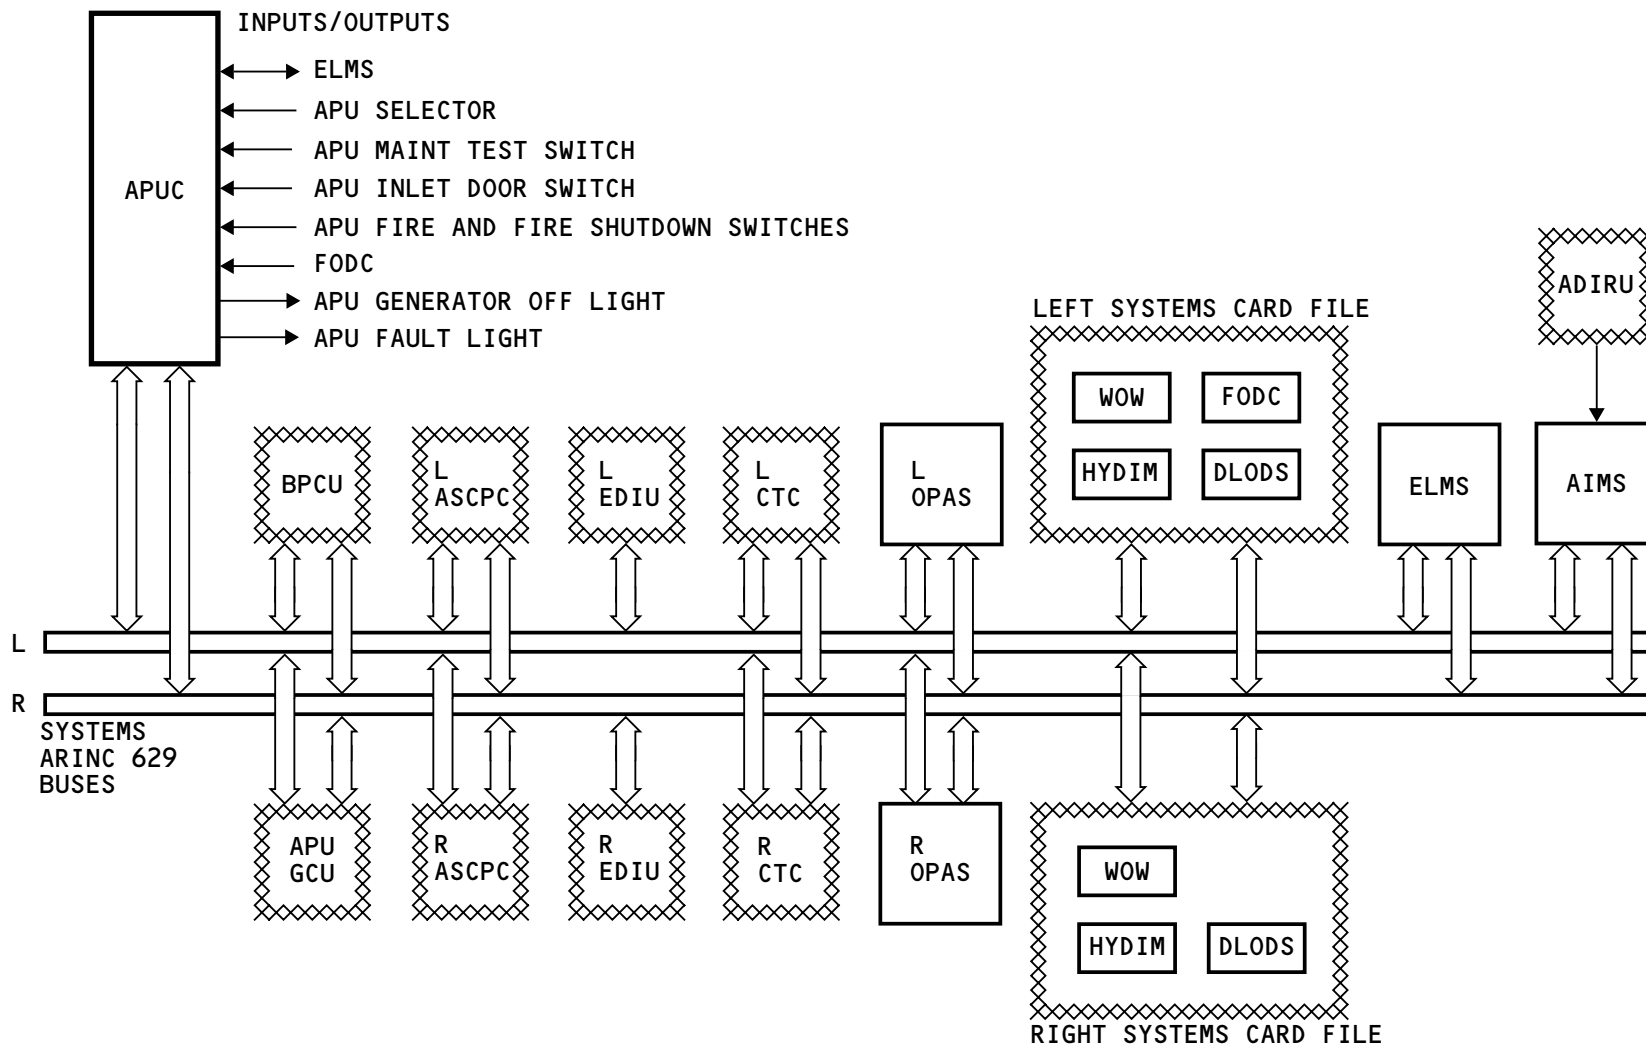 INPUTS/OUTPUTS
ELMS
APU SELECTOR
APU MAINT TEST SWITCH
APUC
APU INLET DOOR SWITCH
APU FIRE AND FIRE SHUTDOWN SWITCHES
FODC
APU GENERATOR OFF LIGHT
APU FAULT LIGHT
ADIRU
LEFT SYSTEMS CARD FILE
WOW
FODC
HYDIM
DLODS
BPCU
L
ASCPC
L
EDIU
L
CTC
L
OPAS
ELMS
AIMS
L
R
SYSTEMS
ARINC 629
BUSES
APU
GCU
R
ASCPC
R
EDIU
R
CTC
R
OPAS
WOW
HYDIM
DLODS
RIGHT SYSTEMS CARD FILE